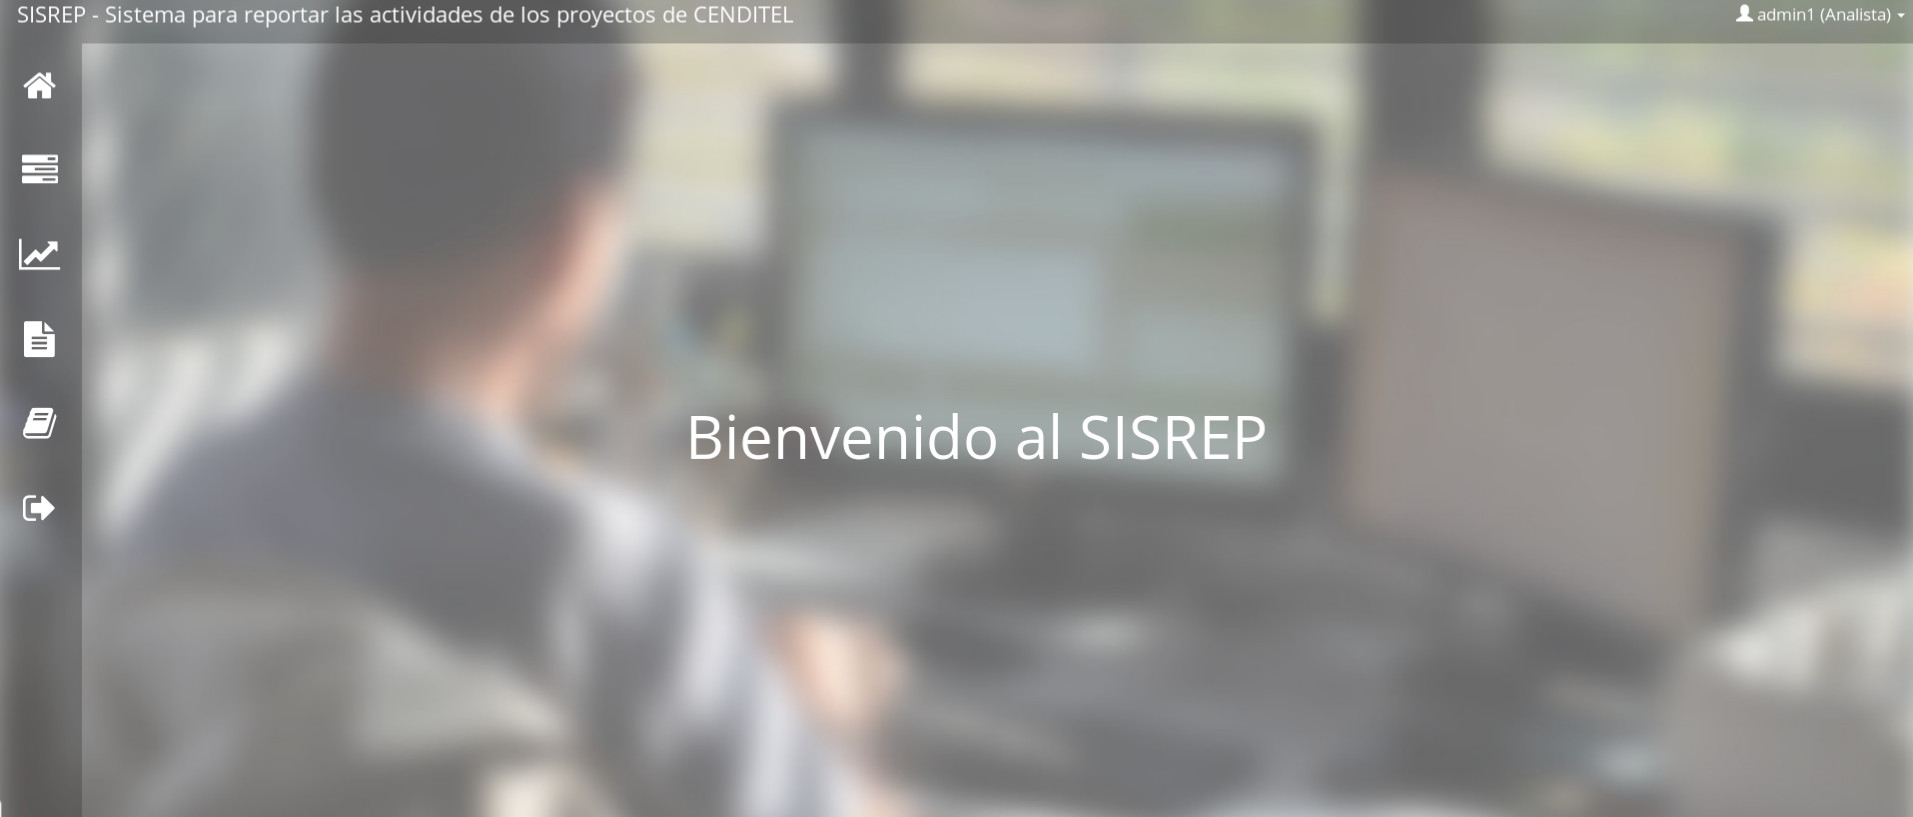 SISREP - Sistema para reportar las actividades de los proyectos de CENDITEL
admin1 (Analista)
Bienvenido al SISREP